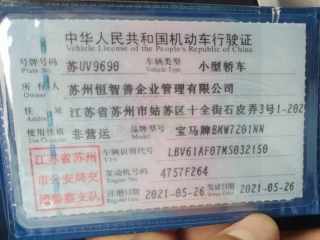 中华人民共和国机动车行驶证
Vehicle License of the People's Republic of China
号牌号码 苏UV9690 车辆类型 小型轿车
Plate No. Vehicle Type
所有人 苏州恒智善企业管理有限公司
Owner
住址 江苏省苏州市姑苏区十全街石皮弄3号1-202
Address
使用性质 非营运 品牌型号 宝马牌BMW7201NN
Use Character Model
江苏省苏州
市公安局交
通警察支队
车辆识别代号 LBV61AF07MS032150
VIN
发动机号码 4757F264
Engine No.
注册日期 2021-05-26 发证日期 2021-05-26
Register Date Issue Date